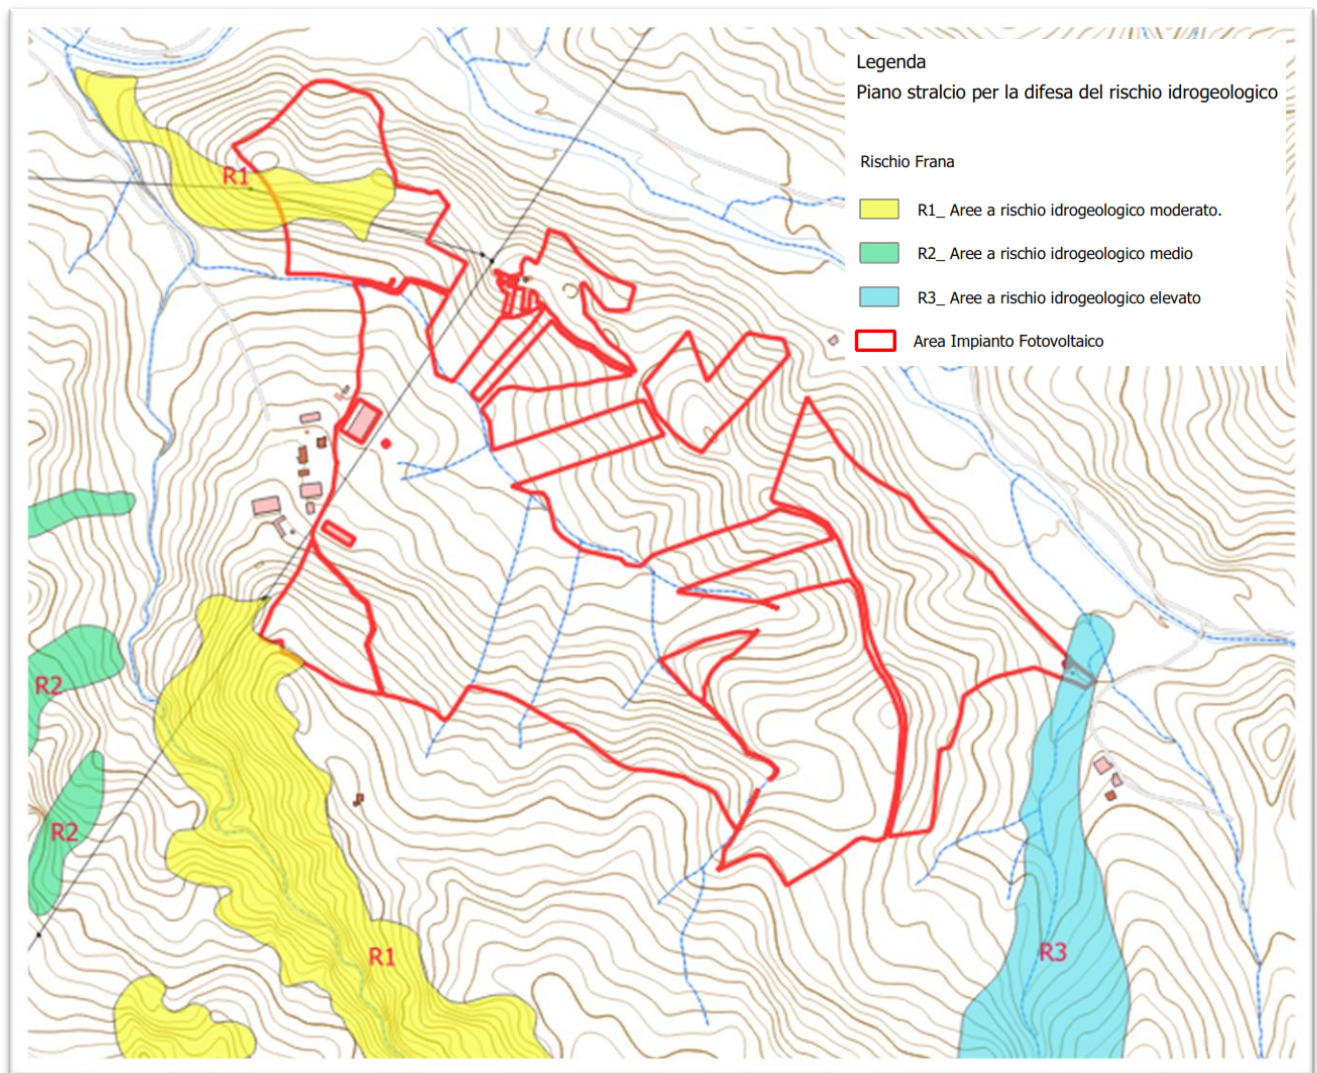 Legenda
Piano stralcio per la difesa del rischio idrogeologico
Rischio Frana
R1_ Aree a rischio idrogeologico moderato.
R2_ Aree a rischio idrogeologico medio
R3_ Aree a rischio idrogeologico elevato
Area Impianto Fotovoltaico
R1
R2
R2
R1
R3